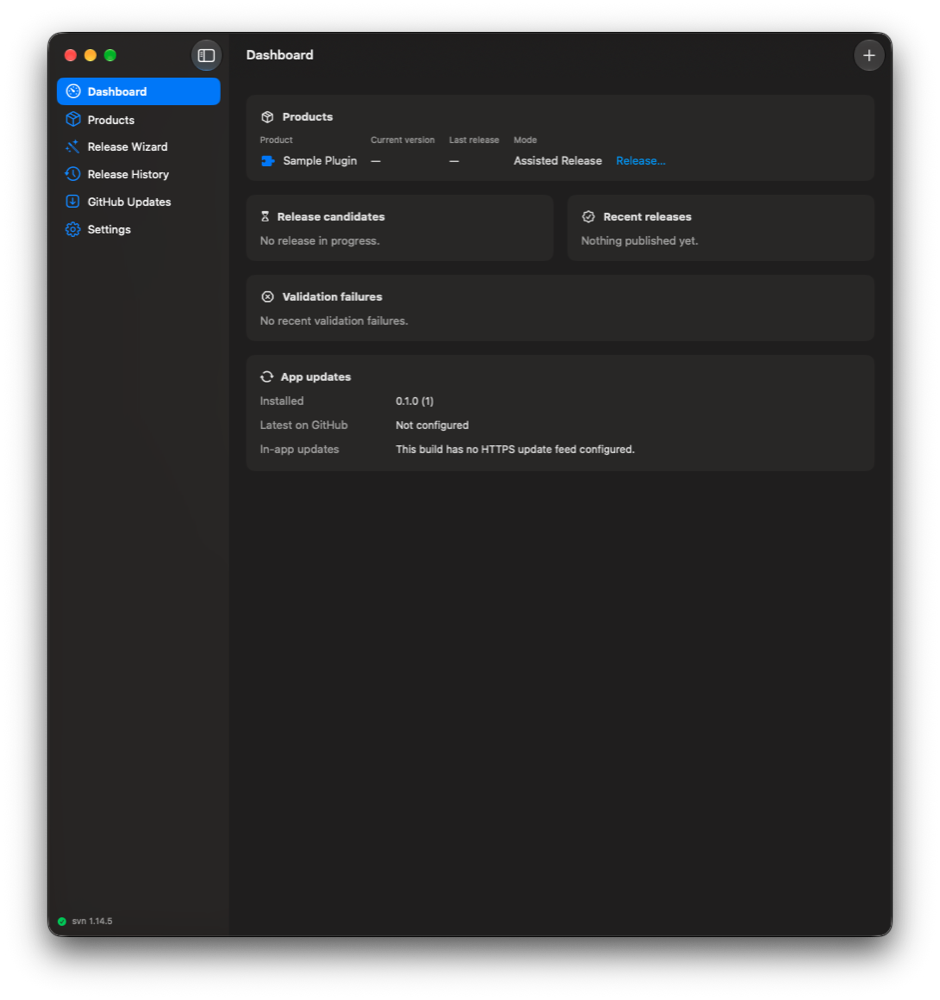 Dashboard
Dashboard
Products
Release Wizard
Release History
GitHub Updates
Settings
svn 1.14.5
Products
Product Current version Last release Mode
Sample Plugin — — Assisted Release Release...
Release candidates
No release in progress.
Recent releases
Nothing published yet.
Validation failures
No recent validation failures.
App updates
Installed 0.1.0 (1)
Latest on GitHub Not configured
In-app updates This build has no HTTPS update feed configured.